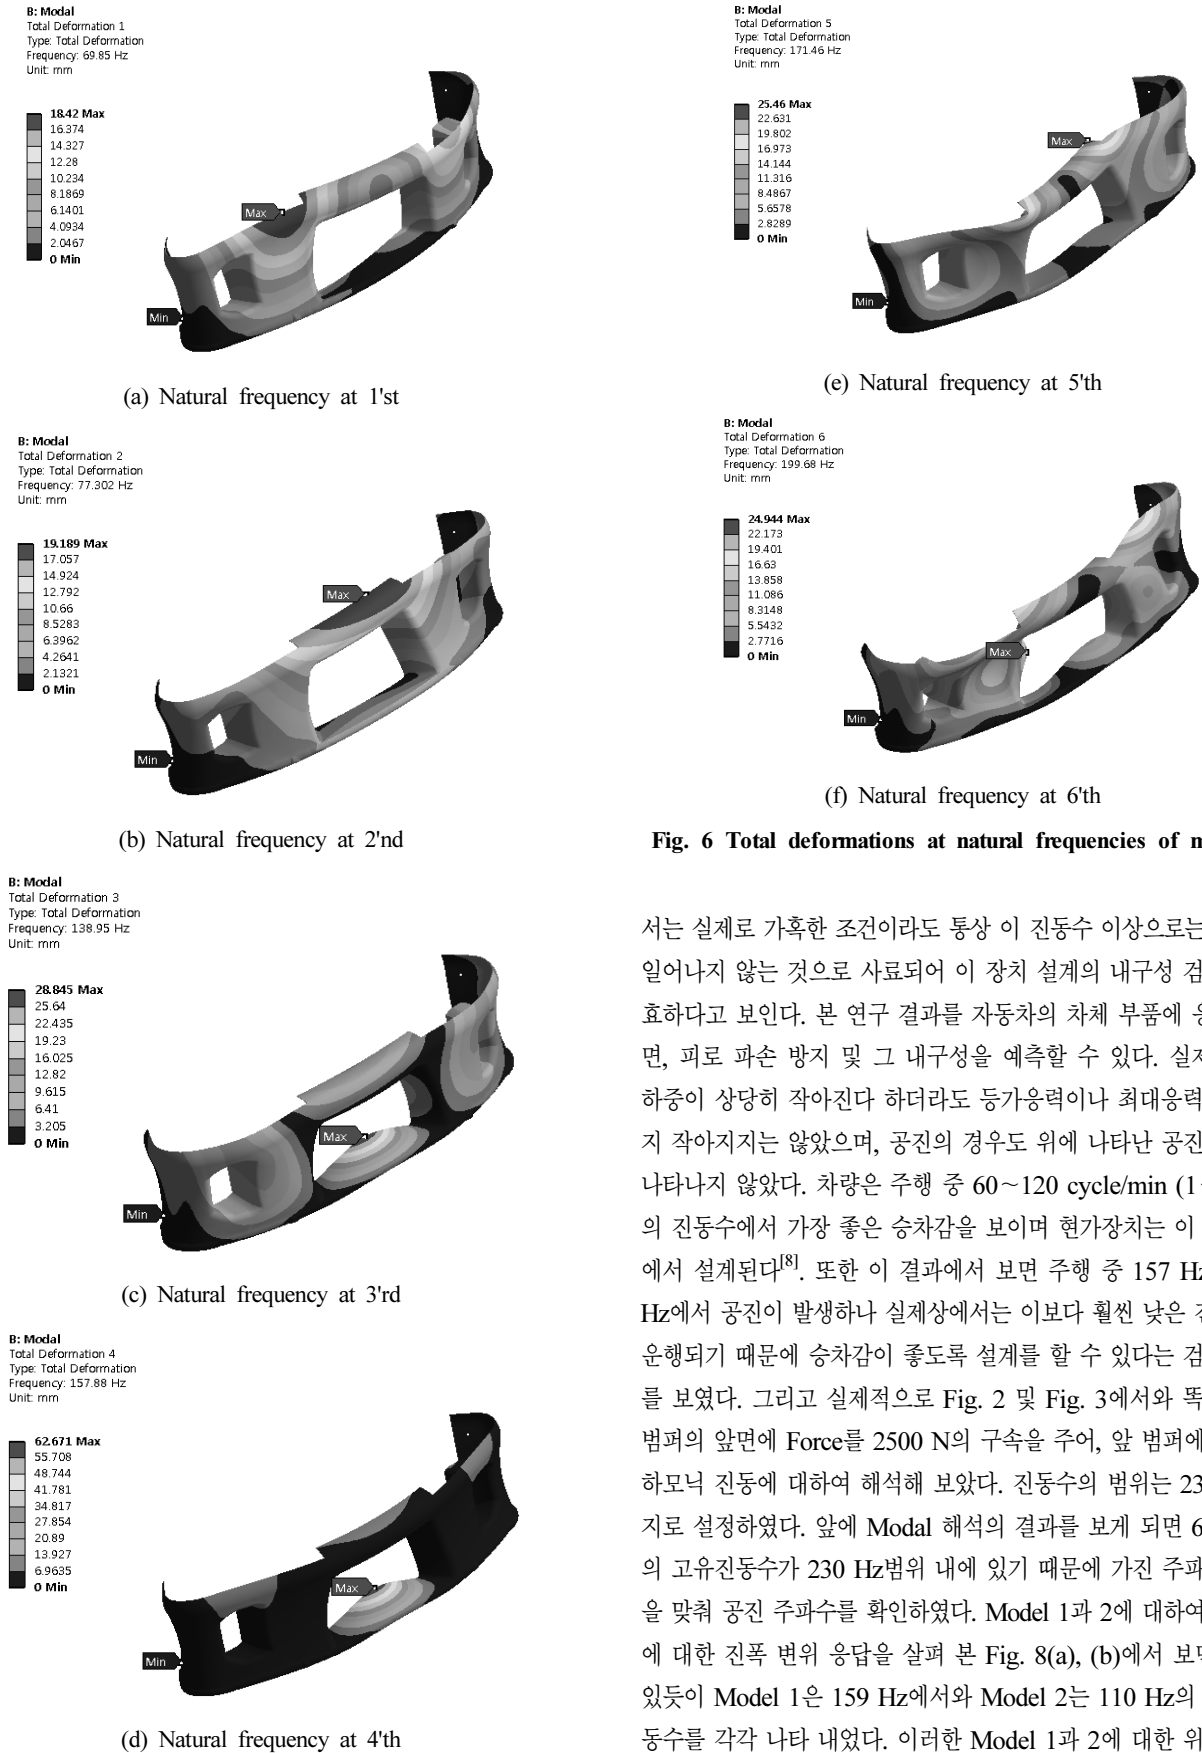 B: Modal
Total Deformation 1
Type: Total Deformation
Frequency: 69.85 Hz
Unit: mm
18.42 Max
16.374
14.327
12.28
10.234
8.1869
6.1401
4.0934
2.0467
0 Min
Max
Min
(a) Natural frequency at 1'st
B: Modal
Total Deformation 2
Type: Total Deformation
Frequency: 77.302 Hz
Unit: mm
19.189 Max
17.057
14.924
12.792
10.66
8.5283
6.3962
4.2641
2.1321
0 Min
Max
Min
(b) Natural frequency at 2'nd
B: Modal
Total Deformation 3
Type: Total Deformation
Frequency: 138.95 Hz
Unit: mm
28.845 Max
25.64
22.435
19.23
16.025
12.82
9.615
6.41
3.205
0 Min
Max
Min
(c) Natural frequency at 3'rd
B: Modal
Total Deformation 4
Type: Total Deformation
Frequency: 157.88 Hz
Unit: mm
62.671 Max
55.708
48.744
41.781
34.817
27.854
20.89
13.927
6.9635
0 Min
Max
Min
(d) Natural frequency at 4'th
B: Modal
Total Deformation 5
Type: Total Deformation
Frequency: 171.46 Hz
Unit: mm
25.46 Max
22.631
19.802
16.973
14.144
11.316
8.4867
5.6578
2.8289
0 Min
Max
Min
(e) Natural frequency at 5'th
B: Modal
Total Deformation 6
Type: Total Deformation
Frequency: 199.68 Hz
Unit: mm
24.944 Max
22.173
19.401
16.63
13.858
11.086
8.3148
5.5432
2.7716
0 Min
Max
Min
(f) Natural frequency at 6'th
Fig. 6 Total deformations at natural frequencies of
서는 실제로 가혹한 조건이라도 통상 이 진동수 이상으로는
일어나지 않는 것으로 사료되어 이 장치 설계의 내구성 검
효하다고 보인다. 본 연구 결과를 자동차의 차체 부품에
면, 피로 파손 방지 및 그 내구성을 예측할 수 있다. 실제
하중이 상당히 작아진다 하더라도 등가응력이나 최대응력
지 작아지지는 않았으며, 공진의 경우도 위에 나타난 공진
나타나지 않았다. 차량은 주행 중 60～120 cycle/min (1
의 진동수에서 가장 좋은 승차감을 보이며 현가장치는 이
에서 설계된다[8]. 또한 이 결과에서 보면 주행 중 157 Hz
Hz에서 공진이 발생하나 실제상에서는 이보다 훨씬 낮은
운행되기 때문에 승차감이 좋도록 설계를 할 수 있다는 검
를 보였다. 그리고 실제적으로 Fig. 2 및 Fig. 3에서와 똑
범퍼의 앞면에 Force를 2500 N의 구속을 주어, 앞 범퍼에
하모닉 진동에 대하여 해석해 보았다. 진동수의 범위는 23
지로 설정하였다. 앞에 Modal 해석의 결과를 보게 되면 6
의 고유진동수가 230 Hz범위 내에 있기 때문에 가진 주파
을 맞춰 공진 주파수를 확인하였다. Model 1과 2에 대하여
에 대한 진폭 변위 응답을 살펴 본 Fig. 8(a), (b)에서 보
있듯이 Model 1은 159 Hz에서와 Model 2는 110 Hz의
동수를 각각 나타 내었다. 이러한 Model 1과 2에 대한 위